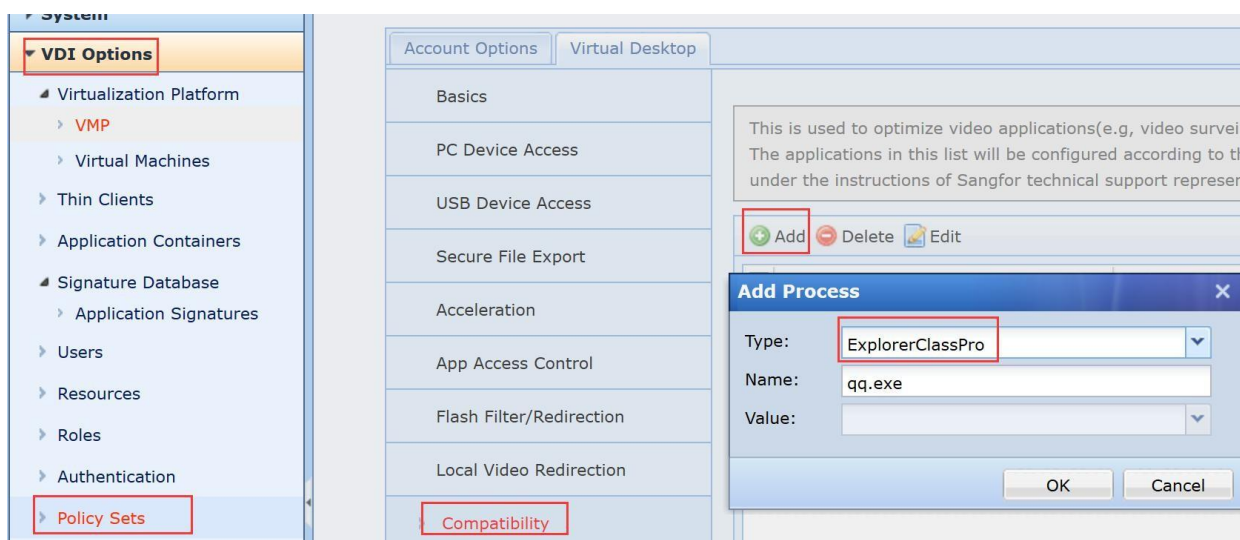 System
VDI Options
Virtualization Platform
VMP
Virtual Machines
Thin Clients
Application Containers
Signature Database
Application Signatures
Users
Resources
Roles
Authentication
Policy Sets
Account Options
Virtual Desktop
Basics
PC Device Access
USB Device Access
Secure File Export
Acceleration
App Access Control
Flash Filter/Redirection
Local Video Redirection
Compatibility
This is used to optimize video applications(e.g, video survei
The applications in this list will be configured according to th
under the instructions of Sangfor technical support represer
Add Delete Edit
Add Process
Type: ExplorerClassPro
Name: qq.exe
Value:
OK Cancel